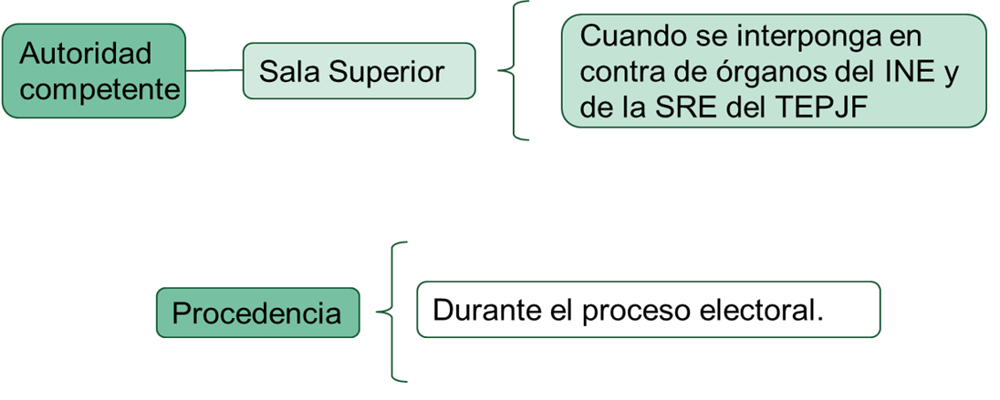 Autoridad
competente
Sala Superior
Cuando se interponga en
contra de órganos del INE y
de la SRE del TEPJF
Procedencia
Durante el proceso electoral.